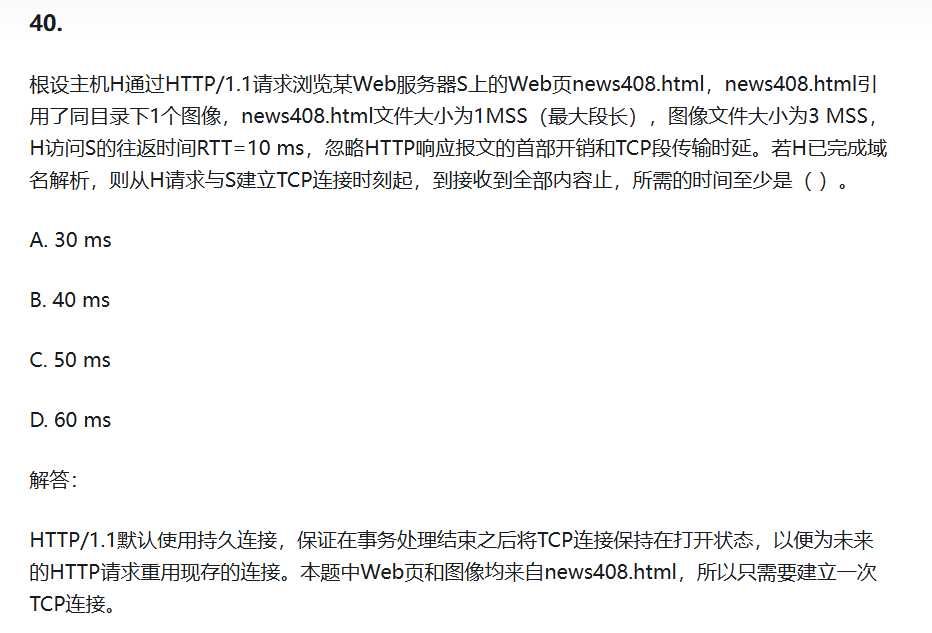 40.
根设主机H通过HTTP/1.1请求浏览某Web服务器S上的Web页news408.html，news408.html引
用了同目录下1个图像，news408.html文件大小为1MSS（最大段长），图像文件大小为3 MSS，
H访问S的往返时间RTT=10 ms，忽略HTTP响应报文的首部开销和TCP段传输时延。若H已完成域
名解析，则从H请求与S建立TCP连接时刻起，到接收到全部内容止，所需的时间至少是（ ）。
A. 30 ms
B. 40 ms
C. 50 ms
D. 60 ms
解答：
HTTP/1.1默认使用持久连接，保证在事务处理结束之后将TCP连接保持在打开状态，以便为未来
的HTTP请求重用现存的连接。本题中Web页和图像均来自news408.html，所以只需要建立一次
TCP连接。